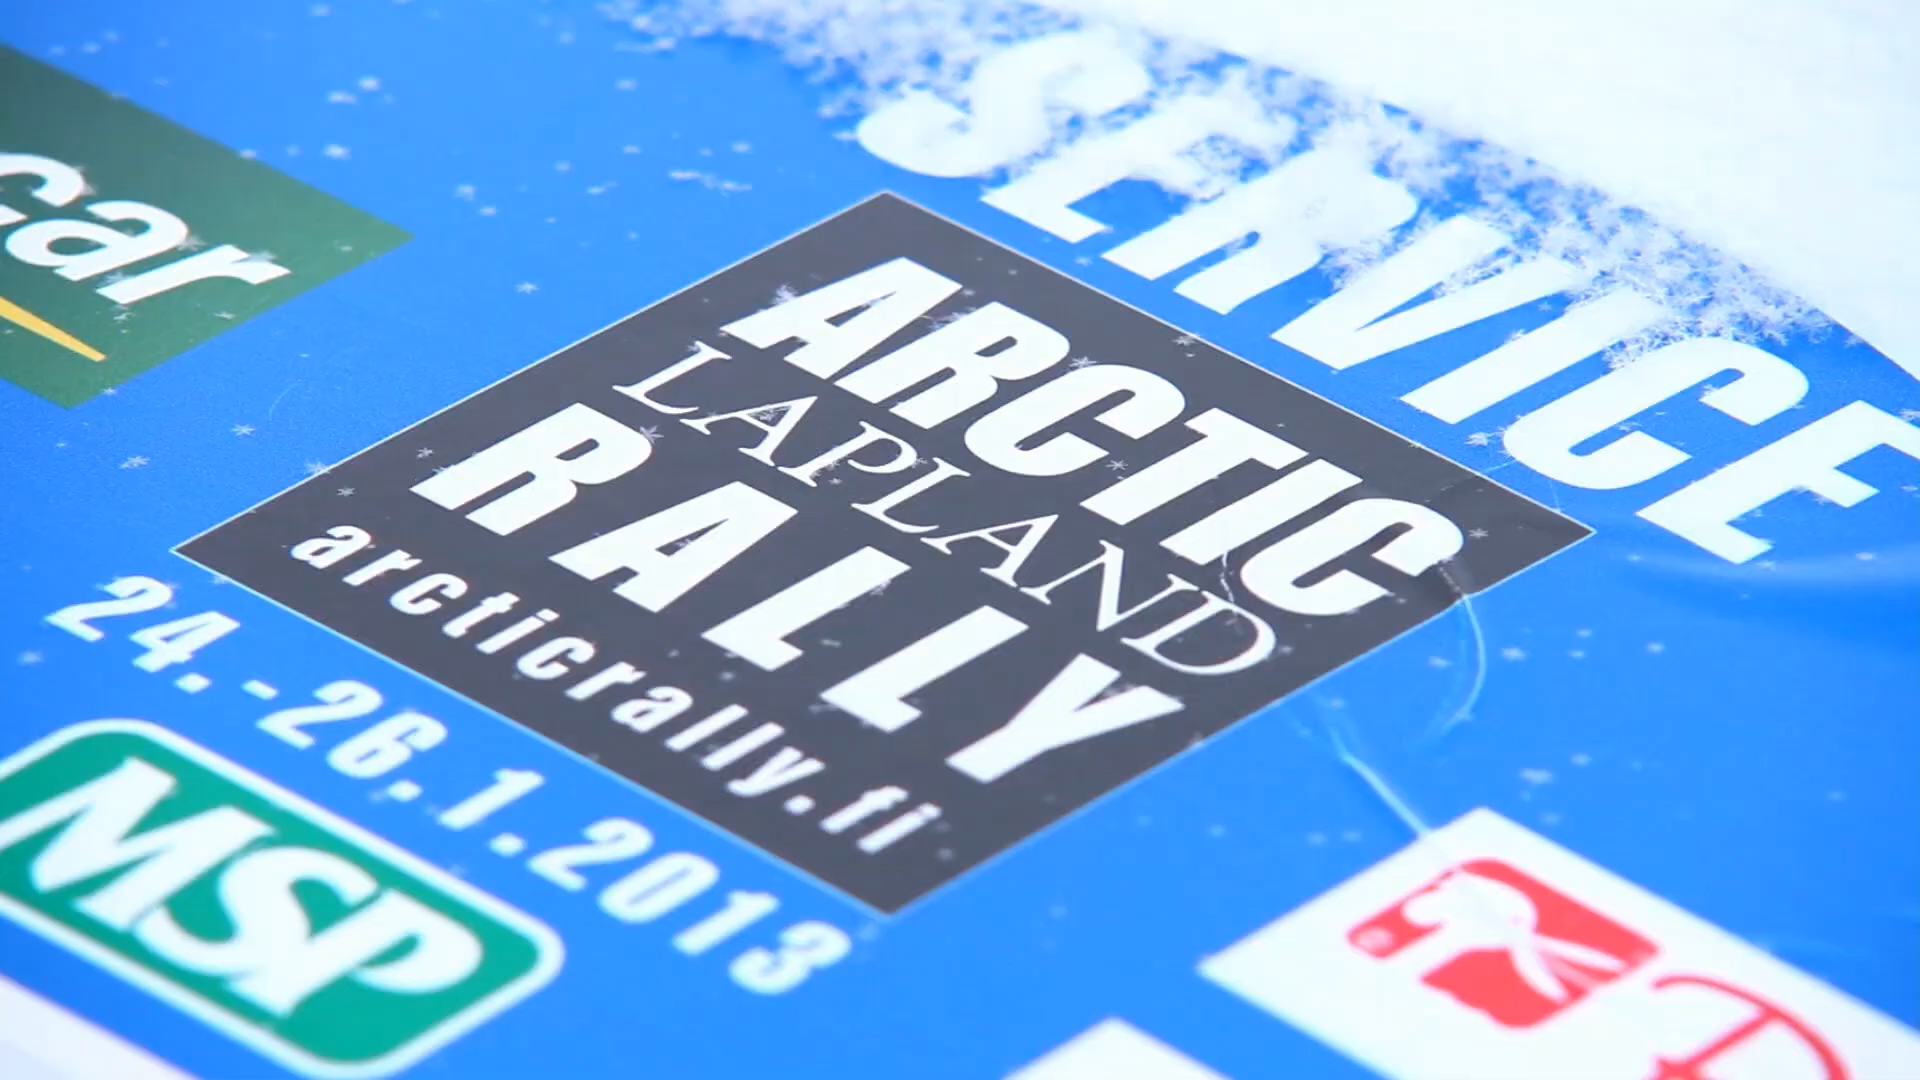 SERVICE
car
ARCTIC
LAPLAND
RALLY
arcticrally.fi
24.-26.1.2013
MSP